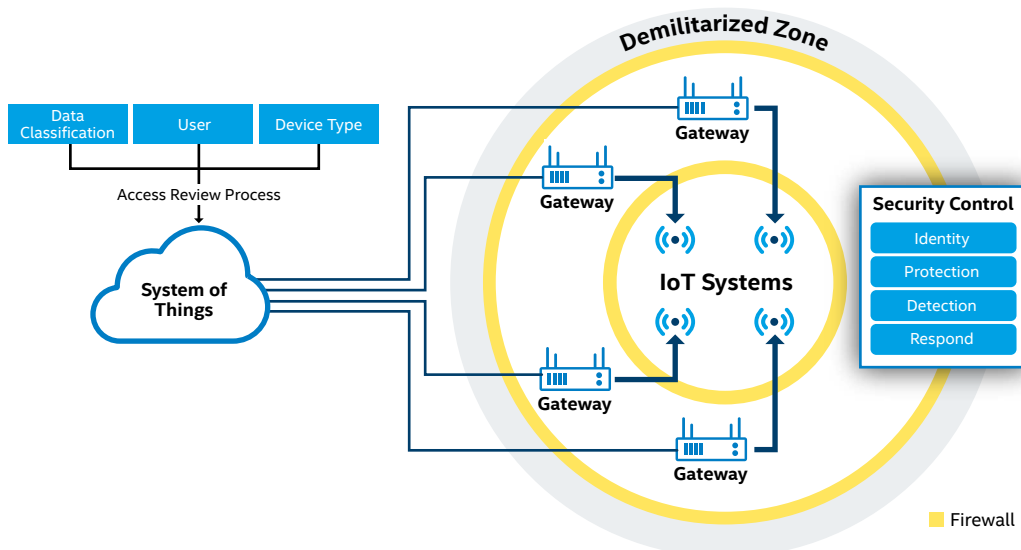 Demilitarized Zone
Data
Classification
User
Device Type
Access Review Process
System of
Things
Gateway
Gateway
IoT Systems
Gateway
Gateway
Security Control
Identity
Protection
Detection
Respond
Firewall